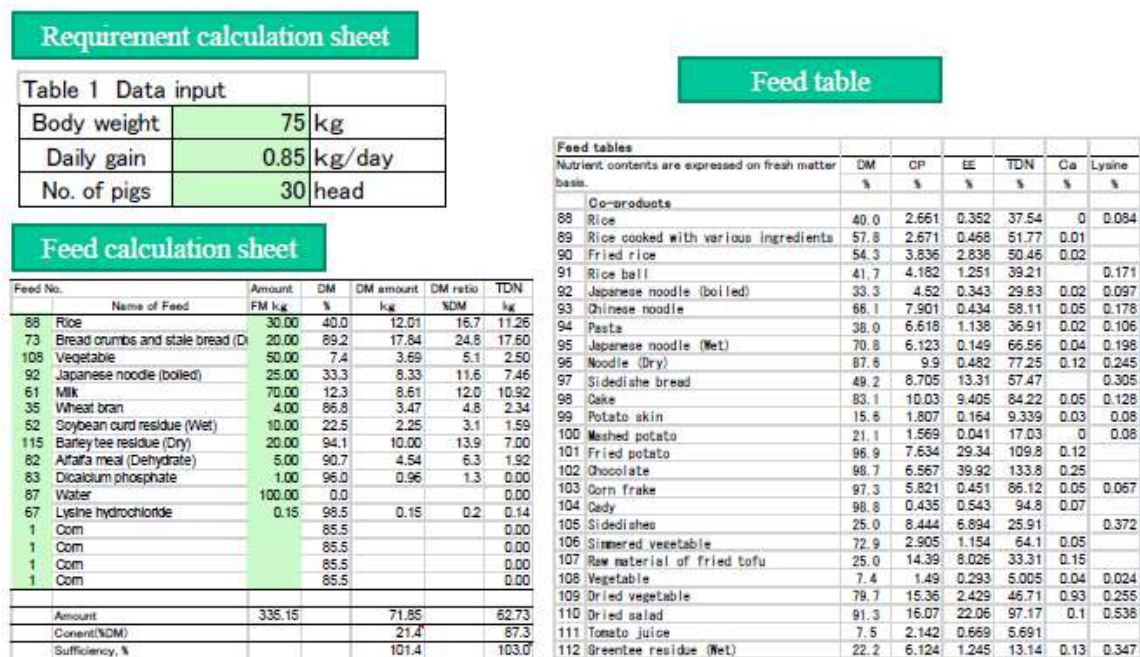 Requirement calculation sheet
Table 1 Data input
Body weight 75 kg
Daily gain 0.85 kg/day
No. of pigs 30 head
Feed calculation sheet
Feed No. Amount DM DM amount DM ratio TDN
Name of Feed FM kg % kg %DM kg
88 Rice 30.00 40.0 12.01 16.7 11.26
73 Bread crumbs and stale bread (D 20.00 89.2 17.84 24.8 17.60
108 Vegetable 50.00 7.4 3.69 5.1 2.50
92 Japanese noodle (boiled) 25.00 33.3 8.33 11.6 7.46
61 Milk 70.00 12.3 8.61 12.0 10.92
35 Wheat bran 4.00 86.8 3.47 4.8 2.34
52 Soybean curd residue (Wet) 10.00 22.5 2.25 3.1 1.59
115 Barley tee residue (Dry) 20.00 94.1 10.00 13.9 7.00
82 Alfalfa meal (Dehydrate) 5.00 90.7 4.54 6.3 1.92
83 Dicalcium phosphate 1.00 96.0 0.96 1.3 0.00
87 Water 100.00 0.0 0.00
67 Lysine hydrochloride 0.15 98.5 0.15 0.2 0.14
1 Corn 85.5 0.00
1 Corn 85.5 0.00
1 Corn 85.5 0.00
1 Corn 85.5 0.00
Amount 335.15 71.85 62.73
Conent(%DM) 21.4 87.3
Sufficiency, % 101.4 103.0
Feed table
Feed tables
Nutrient contents are expressed on fresh matter DM CP EE TDN Ca Lysine
basis. % % % % % %
Co-products
88 Rice 40.0 2.661 0.352 37.54 0 0.084
89 Rice cooked with various ingredients 57.8 2.671 0.468 51.77 0.01
90 Fried rice 54.3 3.836 2.838 50.46 0.02
91 Rice ball 41.7 4.182 1.251 39.21 0.171
92 Japanese noodle (boiled) 33.3 4.52 0.343 29.83 0.02 0.097
93 Chinese noodle 66.1 7.901 0.434 58.11 0.05 0.178
94 Pasta 38.0 6.618 1.138 36.91 0.02 0.106
95 Japanese noodle (Wet) 70.8 6.123 0.149 66.56 0.04 0.198
96 Noodle (Dry) 87.6 9.9 0.482 77.25 0.12 0.245
97 Sidedishe bread 49.2 8.705 13.31 57.47 0.305
98 Cake 83.1 10.03 9.405 84.22 0.05 0.128
99 Potato skin 15.6 1.807 0.164 9.339 0.03 0.08
100 Mashed potato 21.1 1.569 0.041 17.03 0 0.08
101 Fried potato 96.9 7.634 29.34 109.8 0.12
102 Chocolate 98.7 6.567 39.92 133.8 0.25
103 Corn frake 97.3 5.821 0.451 86.12 0.05 0.067
104 Cady 98.8 0.435 0.543 94.8 0.07
105 Sidedishes 25.0 8.444 6.894 25.91 0.372
106 Simmered vegetable 72.9 2.905 1.154 64.1 0.05
107 Raw material of fried tofu 25.0 14.39 8.026 33.31 0.15
108 Vegetable 7.4 1.49 0.293 5.005 0.04 0.024
109 Dried vegetable 79.7 15.36 2.429 46.71 0.93 0.255
110 Dried salad 91.3 16.07 22.06 97.17 0.1 0.538
111 Tomato juice 7.5 2.142 0.669 5.691
112 Greentee residue (Wet) 22.2 6.124 1.245 13.14 0.13 0.347